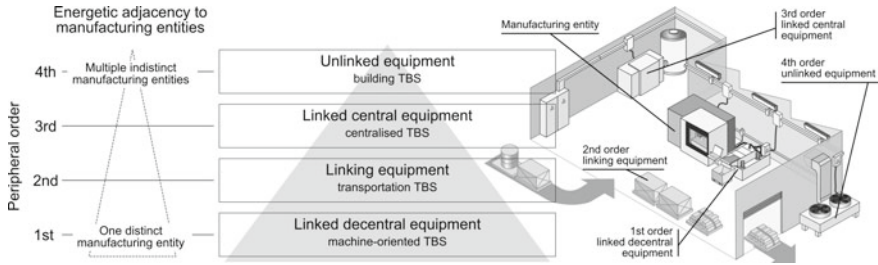 Energetic adjacency to
manufacturing entities
Peripheral order
4th
Multiple indistinct
manufacturing entities
3rd
2nd
1st
One distinct
manufacturing entity
Unlinked equipment
building TBS
Linked central equipment
centralised TBS
Linking equipment
transportation TBS
Linked decentral equipment
machine-oriented TBS
Manufacturing entity
3rd order
linked central
equipment
4th order
unlinked equipment
2nd order
linking equipment
1st order
linked decentral
equipment